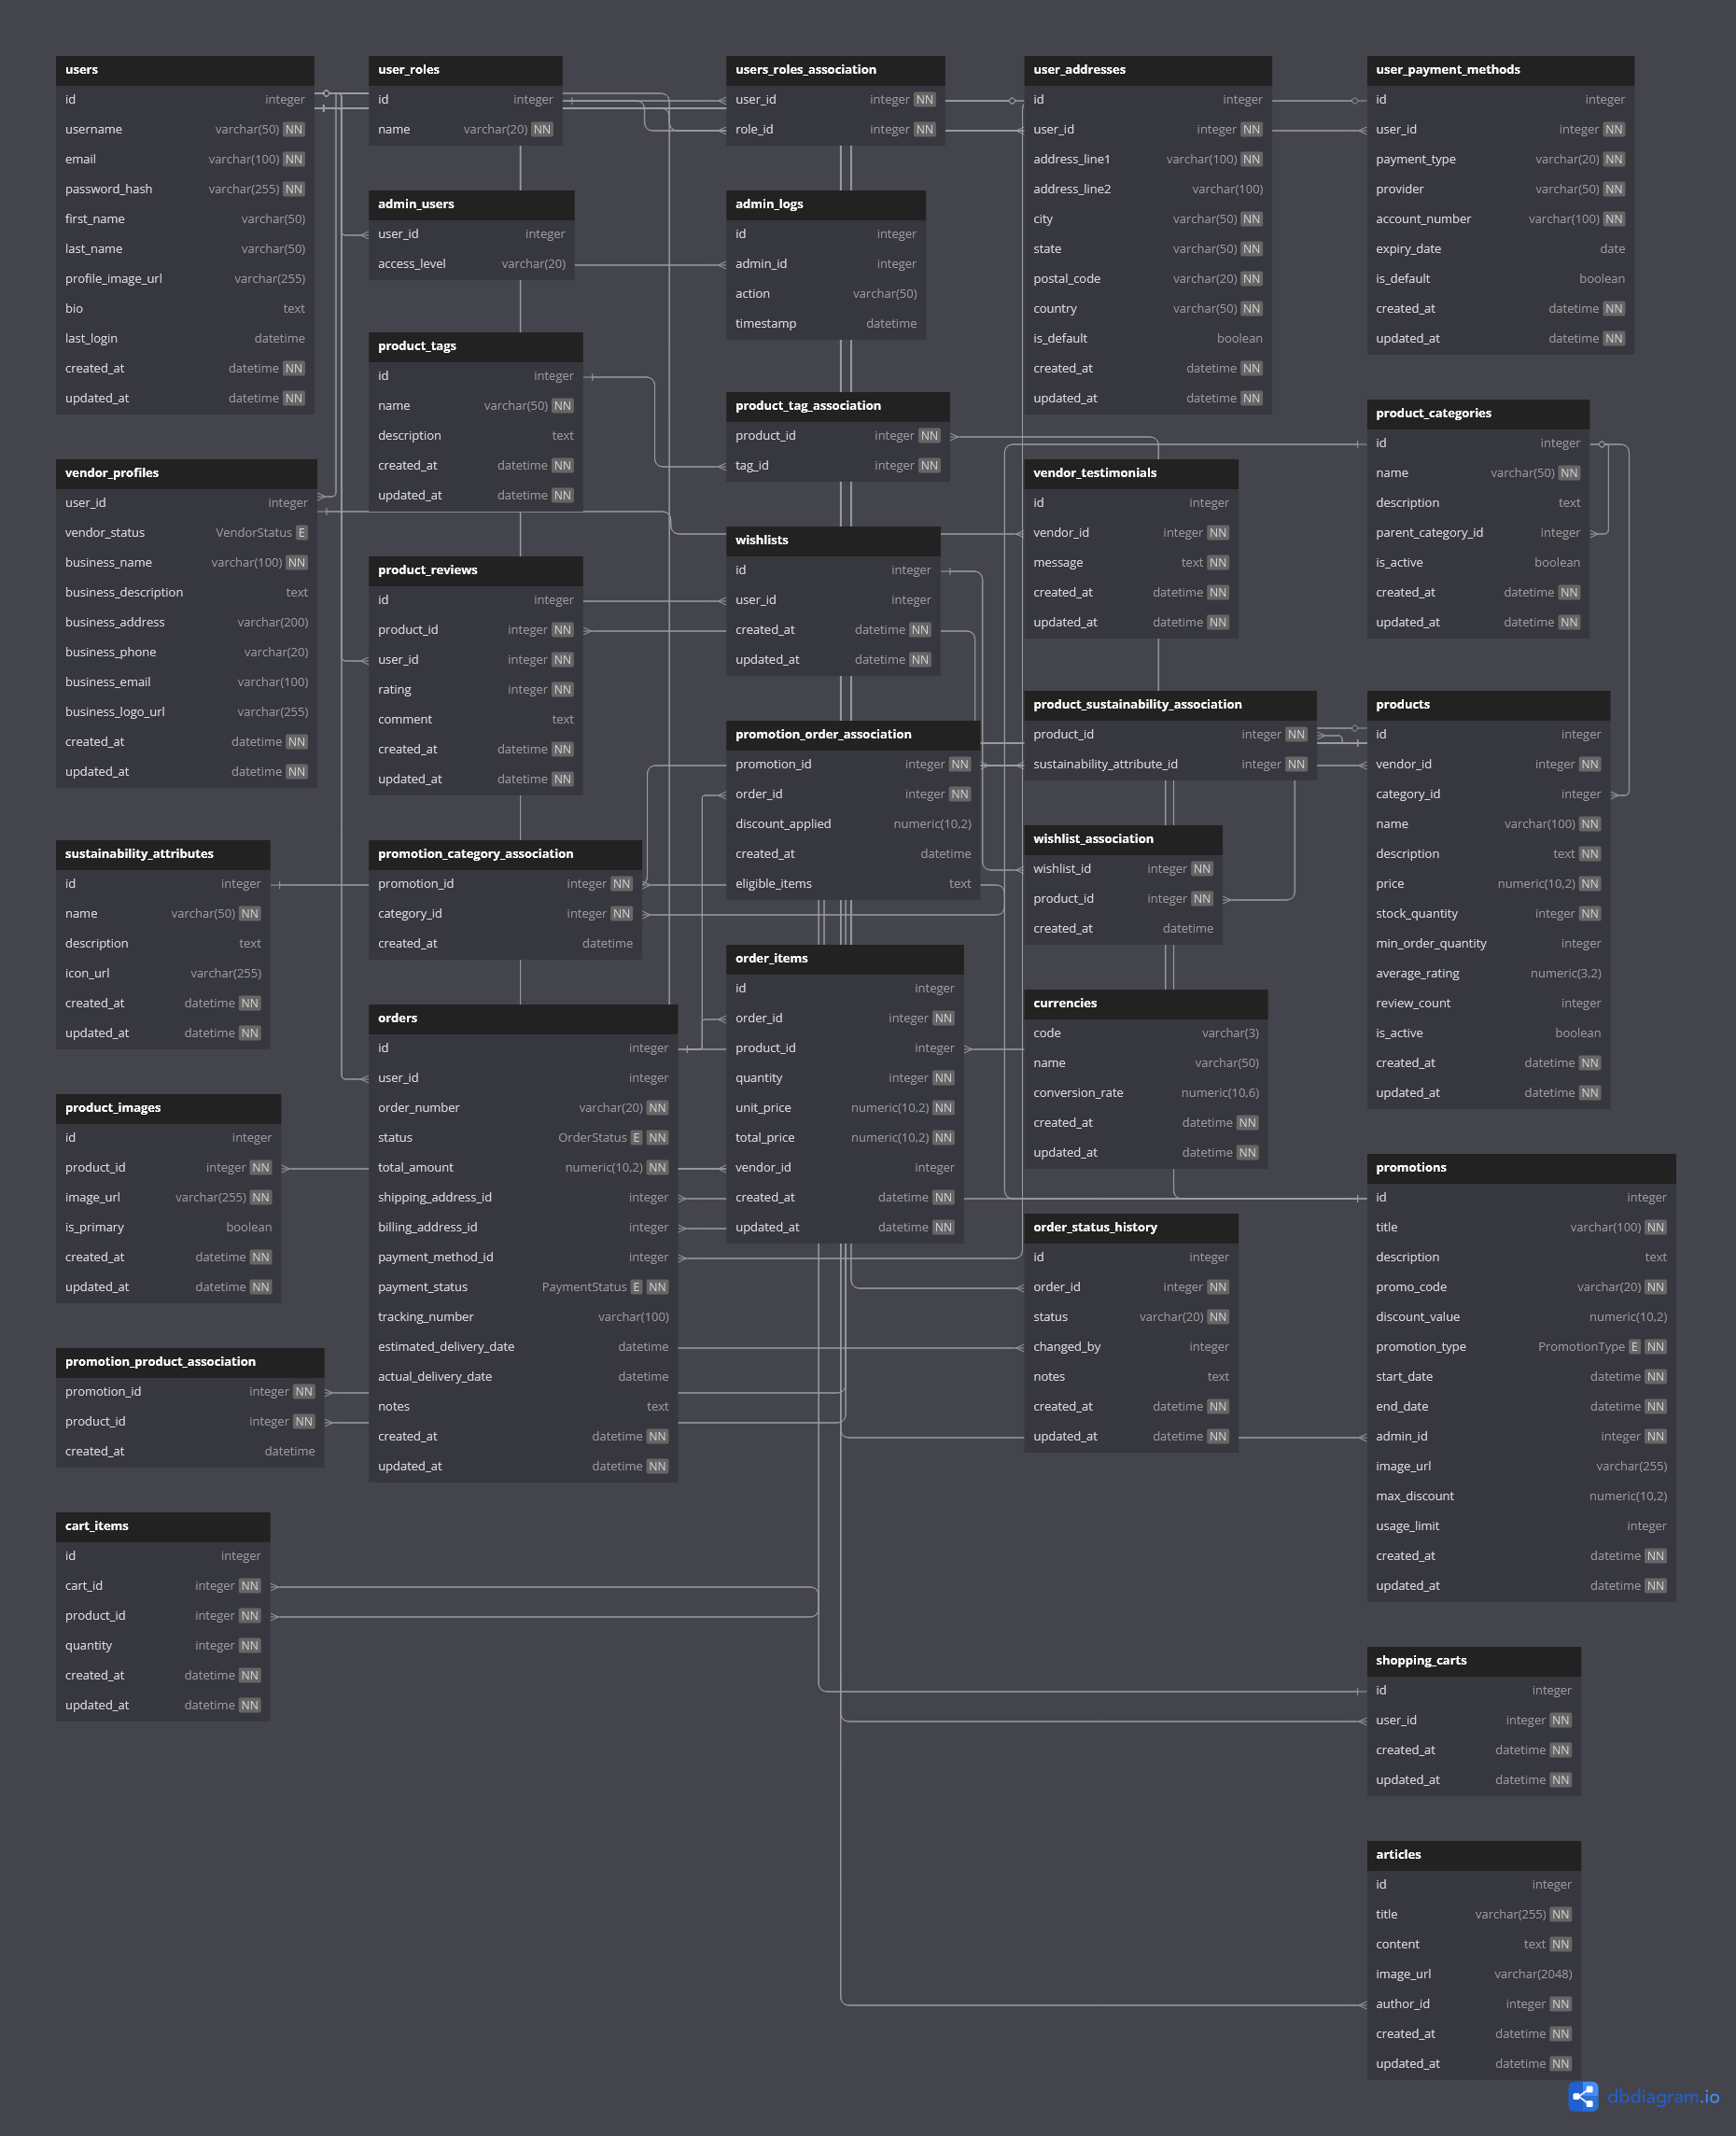 users
id integer
username varchar(50) NN
email varchar(100) NN
password_hash varchar(255) NN
first_name varchar(50)
last_name varchar(50)
profile_image_url varchar(255)
bio text
last_login datetime
created_at datetime NN
updated_at datetime NN
vendor_profiles
user_id integer
vendor_status VendorStatus E
business_name varchar(100) NN
business_description text
business_address varchar(200)
business_phone varchar(20)
business_email varchar(100)
business_logo_url varchar(255)
created_at datetime NN
updated_at datetime NN
sustainability_attributes
id integer
name varchar(50) NN
description text
icon_url varchar(255)
created_at datetime NN
updated_at datetime NN
product_images
id integer
product_id integer NN
image_url varchar(255) NN
is_primary boolean
created_at datetime NN
updated_at datetime NN
promotion_product_association
promotion_id integer NN
product_id integer NN
created_at datetime
cart_items
id integer
cart_id integer NN
product_id integer NN
quantity integer NN
created_at datetime NN
updated_at datetime NN
user_roles
id integer
name varchar(20) NN
admin_users
user_id integer
access_level varchar(20)
product_tags
id integer
name varchar(50) NN
description text
created_at datetime NN
updated_at datetime NN
product_reviews
id integer
product_id integer NN
user_id integer NN
rating integer NN
comment text
created_at datetime NN
updated_at datetime NN
promotion_category_association
promotion_id integer NN
category_id integer NN
created_at datetime
orders
id integer
user_id integer
order_number varchar(20) NN
status OrderStatus E NN
total_amount numeric(10,2) NN
shipping_address_id integer
billing_address_id integer
payment_method_id integer
payment_status PaymentStatus E NN
tracking_number varchar(100)
estimated_delivery_date datetime
actual_delivery_date datetime
notes text
created_at datetime NN
updated_at datetime NN
users_roles_association
user_id integer NN
role_id integer NN
admin_logs
id integer
admin_id integer
action varchar(50)
timestamp datetime
product_tag_association
product_id integer NN
tag_id integer NN
wishlists
id integer
user_id integer
created_at datetime NN
updated_at datetime NN
promotion_order_association
promotion_id integer NN
order_id integer NN
discount_applied numeric(10,2)
created_at datetime
eligible_items text
order_items
id integer
order_id integer NN
product_id integer
quantity integer NN
unit_price numeric(10,2) NN
total_price numeric(10,2) NN
vendor_id integer
created_at datetime NN
updated_at datetime NN
user_addresses
id integer
user_id integer NN
address_line1 varchar(100) NN
address_line2 varchar(100)
city varchar(50) NN
state varchar(50) NN
postal_code varchar(20) NN
country varchar(50) NN
is_default boolean
created_at datetime NN
updated_at datetime NN
vendor_testimonials
id integer
vendor_id integer NN
message text NN
created_at datetime NN
updated_at datetime NN
product_sustainability_association
product_id integer NN
sustainability_attribute_id integer NN
wishlist_association
wishlist_id integer NN
product_id integer NN
created_at datetime
currencies
code varchar(3)
name varchar(50)
conversion_rate numeric(10,6)
created_at datetime NN
updated_at datetime NN
order_status_history
id integer
order_id integer NN
status varchar(20) NN
changed_by integer
notes text
created_at datetime NN
updated_at datetime NN
user_payment_methods
id integer
user_id integer NN
payment_type varchar(20) NN
provider varchar(50) NN
account_number varchar(100) NN
expiry_date date
is_default boolean
created_at datetime NN
updated_at datetime NN
product_categories
id integer
name varchar(50) NN
description text
parent_category_id integer
is_active boolean
created_at datetime NN
updated_at datetime NN
products
id integer
vendor_id integer NN
category_id integer
name varchar(100) NN
description text NN
price numeric(10,2) NN
stock_quantity integer NN
min_order_quantity integer
average_rating numeric(3,2)
review_count integer
is_active boolean
created_at datetime NN
updated_at datetime NN
promotions
id integer
title varchar(100) NN
description text
promo_code varchar(20) NN
discount_value numeric(10,2)
promotion_type PromotionType E NN
start_date datetime NN
end_date datetime NN
admin_id integer NN
image_url varchar(255)
max_discount numeric(10,2)
usage_limit integer
created_at datetime NN
updated_at datetime NN
shopping_carts
id integer
user_id integer NN
created_at datetime NN
updated_at datetime NN
articles
id integer
title varchar(255) NN
content text NN
image_url varchar(2048)
author_id integer NN
created_at datetime NN
updated_at datetime NN
dbdiagram.io